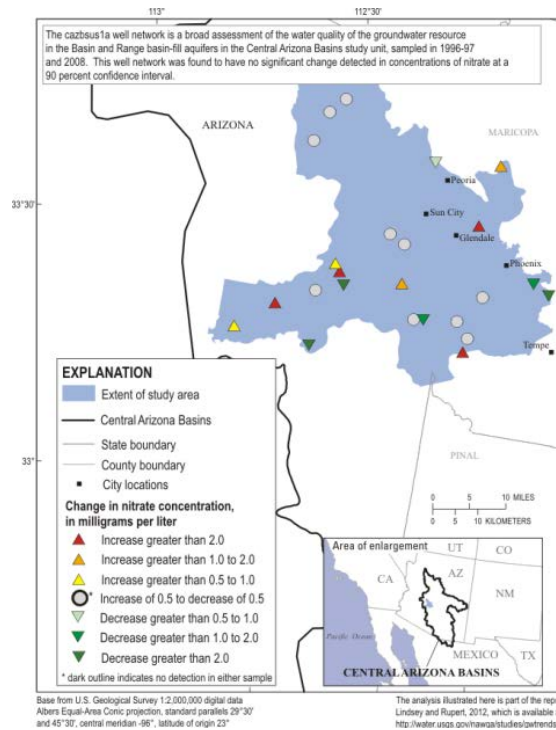 113°
112°30'
The cazbsus1a well network is a broad assessment of the water quality of the groundwater resource
in the Basin and Range basin-fill aquifers in the Central Arizona Basins study unit, sampled in 1996-97
and 2008. This well network was found to have no significant change detected in concentrations of nitrate at a
90 percent confidence interval.
ARIZONA
MARICOPA
Peoria
33°30'
Sun City
Glendale
Phoenix
Tempe
EXPLANATION
Extent of study area
Central Arizona Basins
State boundary
County boundary
City locations
Change in nitrate concentration,
in milligrams per liter
Increase greater than 2.0
Increase greater than 1.0 to 2.0
Increase greater than 0.5 to 1.0
* Increase of 0.5 to decrease of 0.5
Decrease greater than 0.5 to 1.0
Decrease greater than 1.0 to 2.0
Decrease greater than 2.0
* dark outline indicates no detection in either sample
33°
PINAL
0 5 10 MILES
0 5 10 KILOMETERS
Area of enlargement
UT
CO
CA
AZ
NM
Pacific Ocean
MEXICO
TX
CENTRAL ARIZONA BASINS
Base from U.S. Geological Survey 1:2,000,000 digital data
Albers Equal-Area Conic projection, standard parallels 29°30'
and 45°30', central meridian -96°, latitude of origin 23°
The analysis illustrated here is part of the rep
Lindsey and Rupert, 2012, which is available
http://water.usgs.gov/nawqa/studies/gwtrends